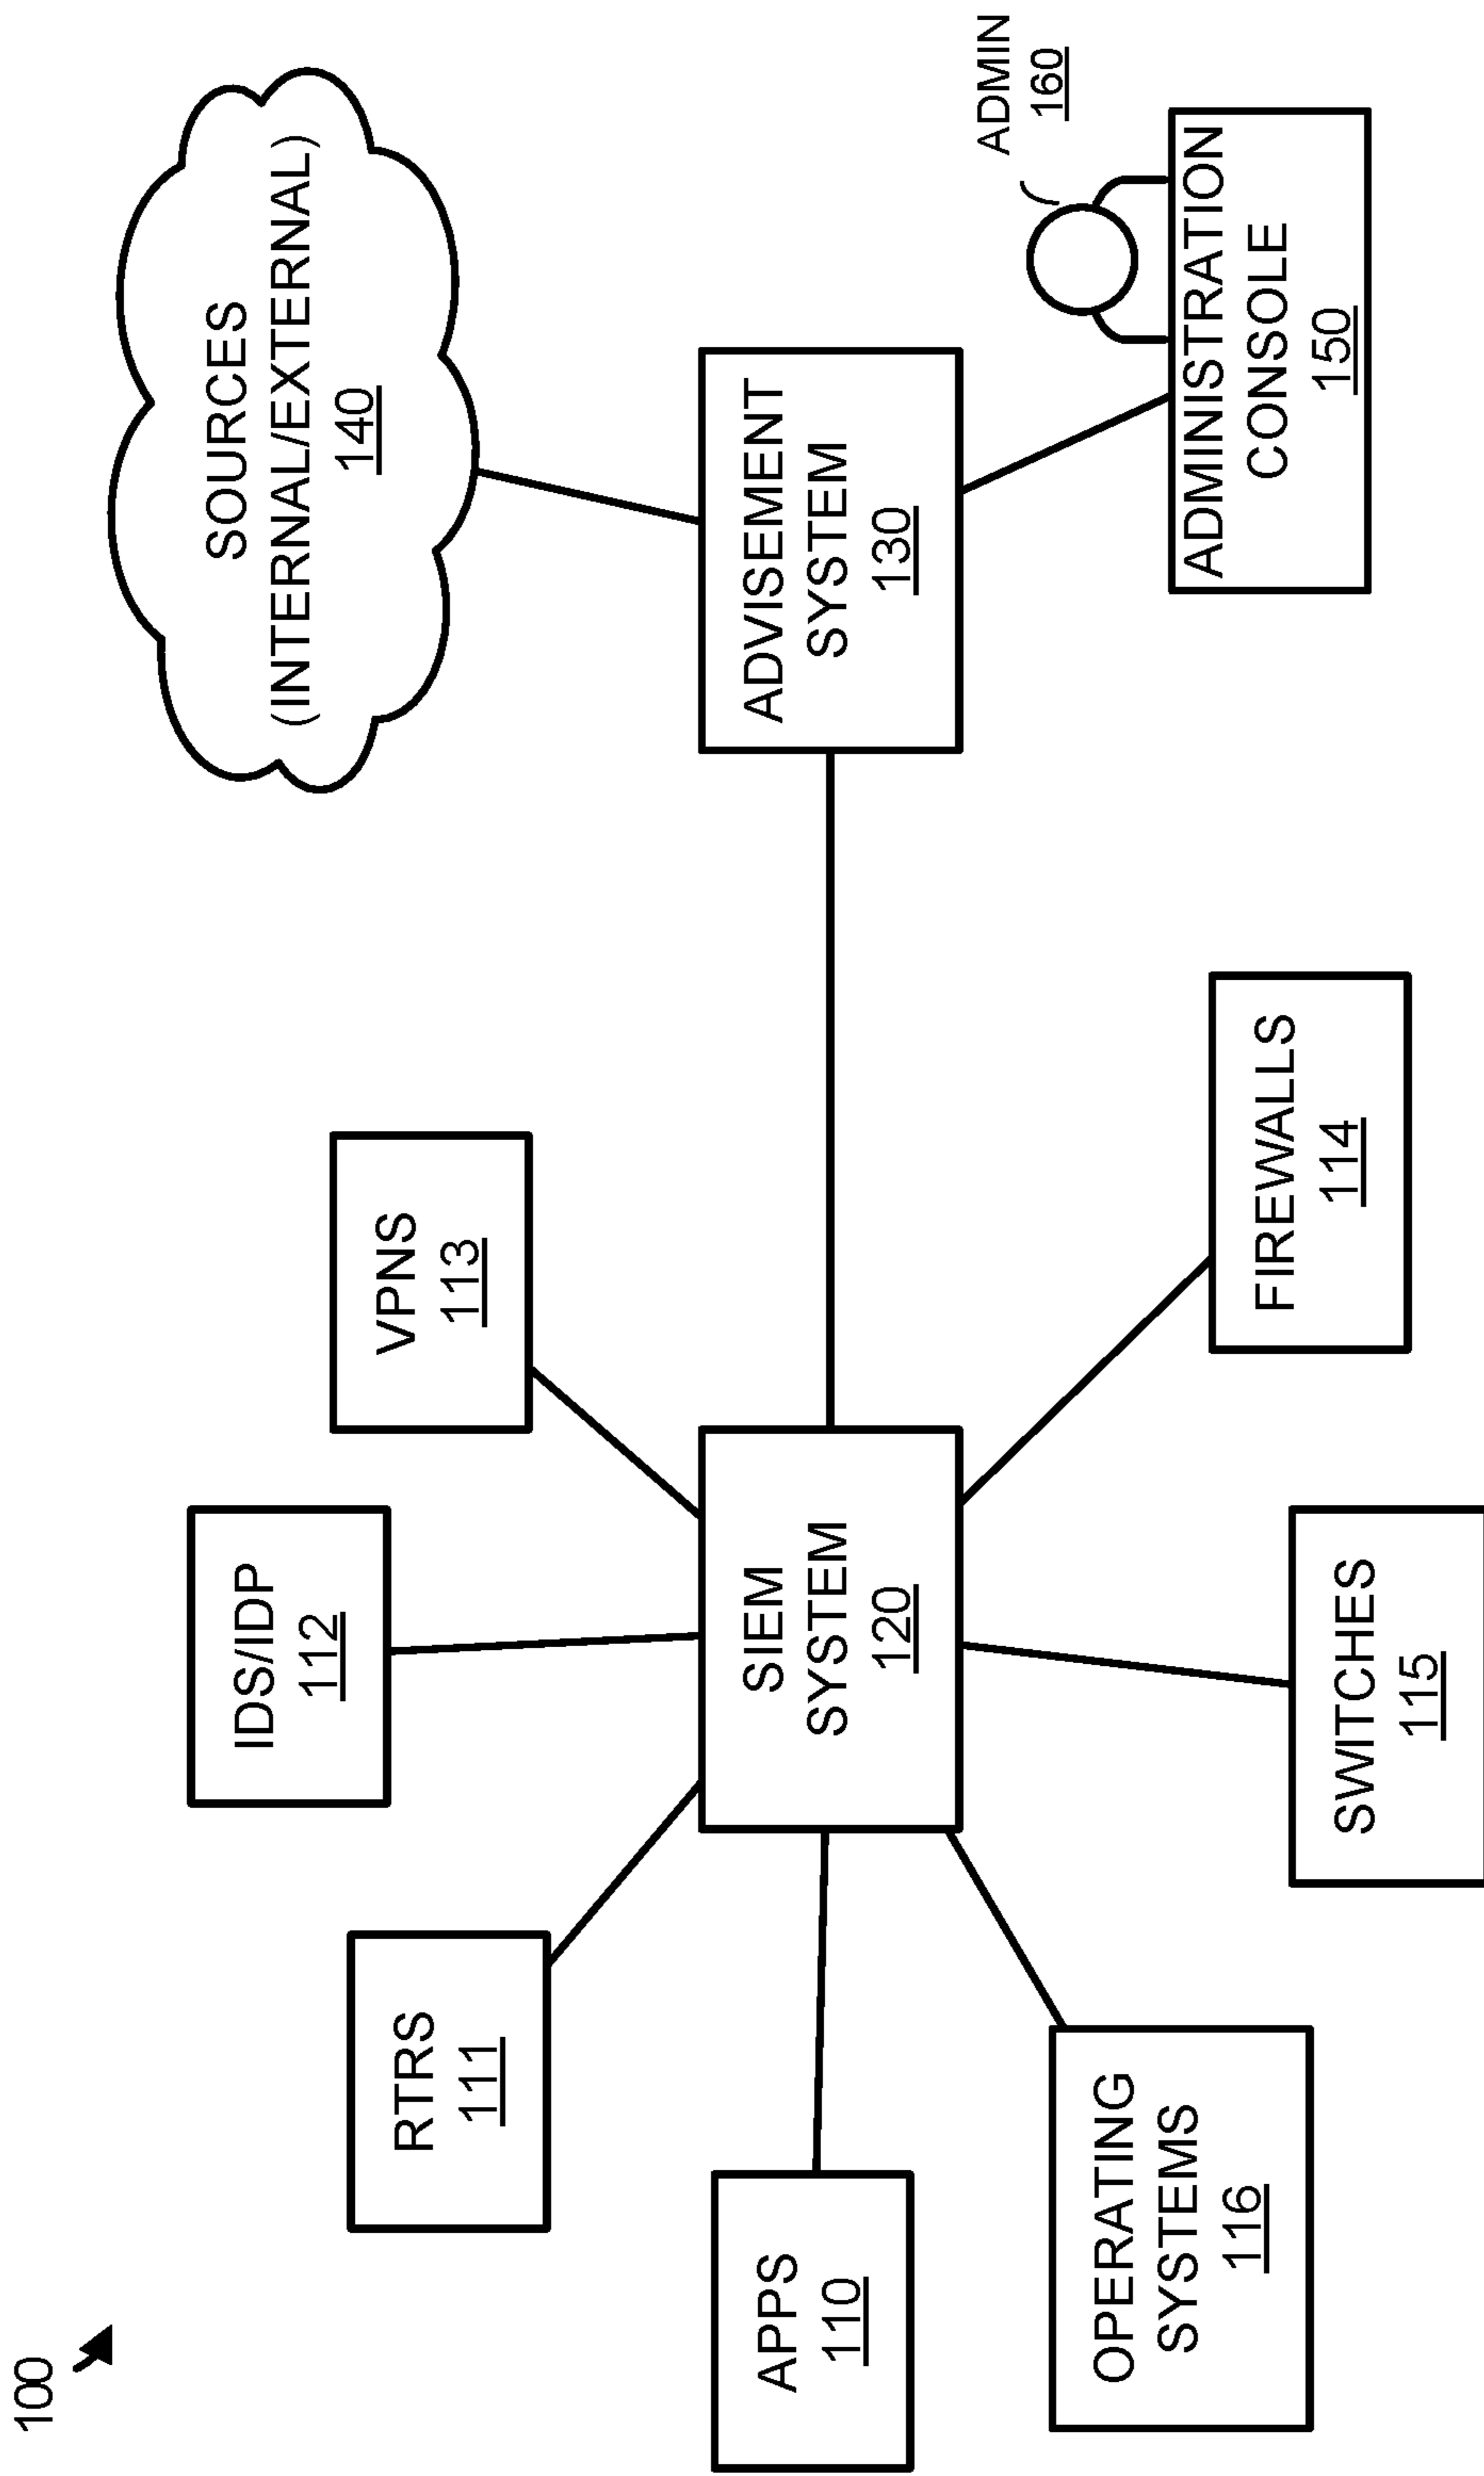 100
IDS/IDP
112
RTRS
111
VPNS
113
SOURCES
(INTERNAL/EXTERNAL)
140
APPS
110
SIEM
SYSTEM
120
ADVISEMENT
SYSTEM
130
ADMIN
160
OPERATING
SYSTEMS
116
SWITCHES
115
FIREWALLS
114
ADMINISTRATION
CONSOLE
150